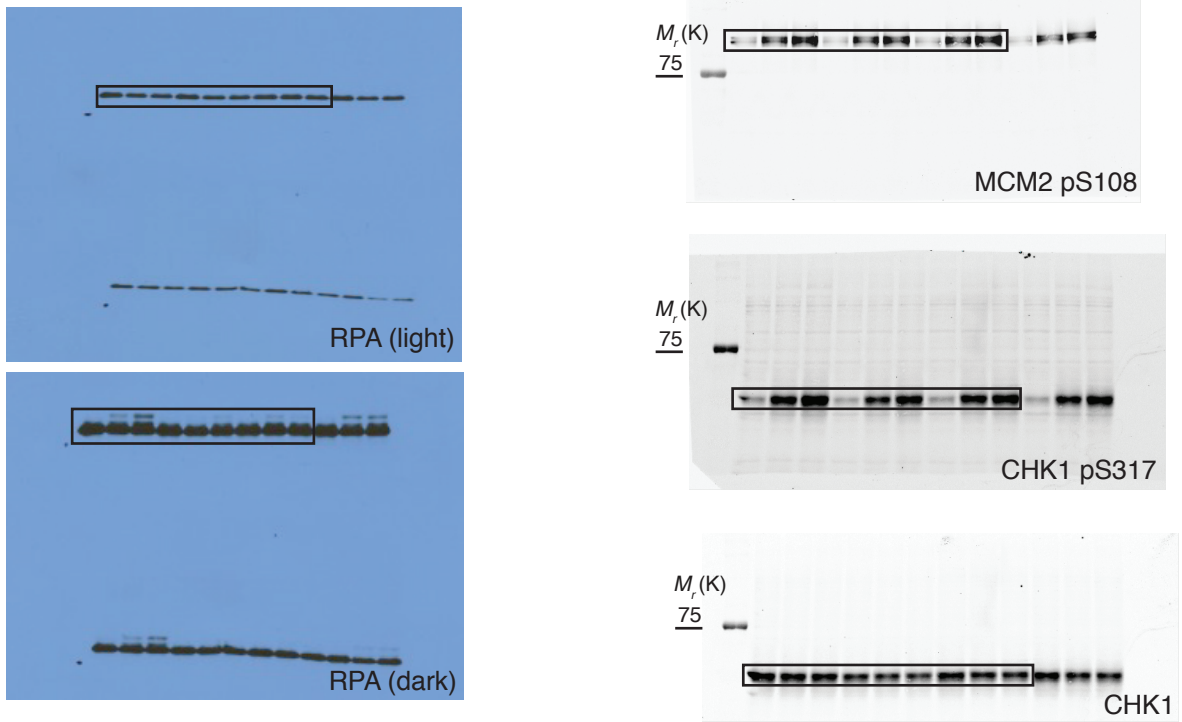 RPA (light)
RPA (dark)
Mr(K)
75
MCM2 pS108
Mr(K)
75
CHK1 pS317
Mr(K)
75
CHK1